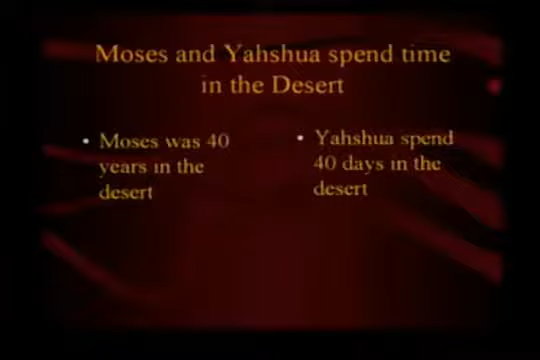 Moses and Yahshua spend time
in the Desert
• Moses was 40
years in the
desert
• Yahshua spend
40 days in the
desert